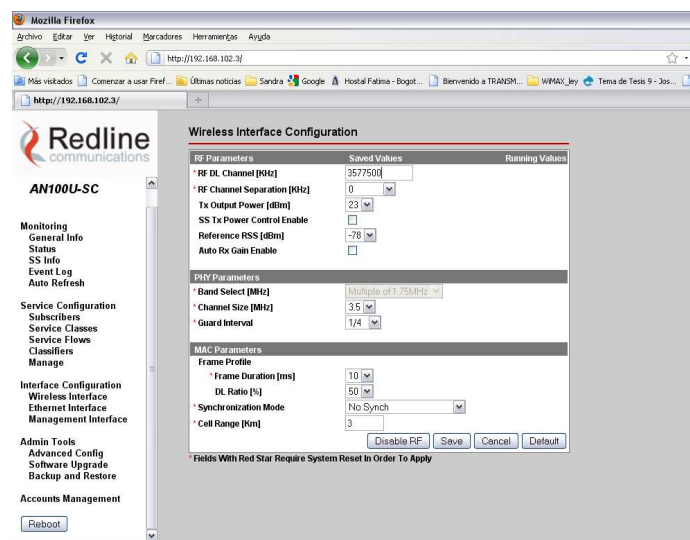 Mozilla Firefox
Archivo Editar Ver Historial Marcadores Herramientas Ayuda
http://192.168.102.3/
Más visitados Comenzar a usar Firef... Últimas noticias Sandra Google Hostal Fatima - Bogot... Bienvenido a TRANSM... WiMAX_ley Tema de Tesis 9 - Jos...
http://192.168.102.3/
Redline
communications
AN100U-SC
Monitoring
General Info
Status
SS Info
Event Log
Auto Refresh
Service Configuration
Subscribers
Service Classes
Service Flows
Classifiers
Manage
Interface Configuration
Wireless Interface
Ethernet Interface
Management Interface
Admin Tools
Advanced Config
Software Upgrade
Backup and Restore
Accounts Management
Reboot
Wireless Interface Configuration
RF Parameters Saved Values Running Values
* RF DL Channel [KHz] 3577500
* RF Channel Separation [KHz] 0
Tx Output Power [dBm] 23
SS Tx Power Control Enable
Reference RSS [dBm] -78
Auto Rx Gain Enable
PHY Parameters
* Band Select [MHz] Multiple of 1.75MHz
* Channel Size [MHz] 3.5
* Guard Interval 1/4
MAC Parameters
Frame Profile
* Frame Duration [ms] 10
DL Ratio [%] 50
* Synchronization Mode No Synch
* Cell Range [Km] 3
Disable RF Save Cancel Default
* Fields With Red Star Require System Reset In Order To Apply